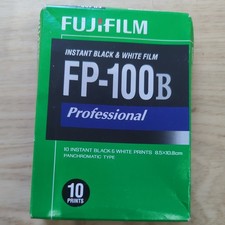 FUJIFILM
INSTANT BLACK & WHITE FILM
FP-100B
Professional
10 INSTANT BLACK & WHITE PRINTS 8.5×10.8cm
PANCHROMATIC TYPE
10
PRINTS